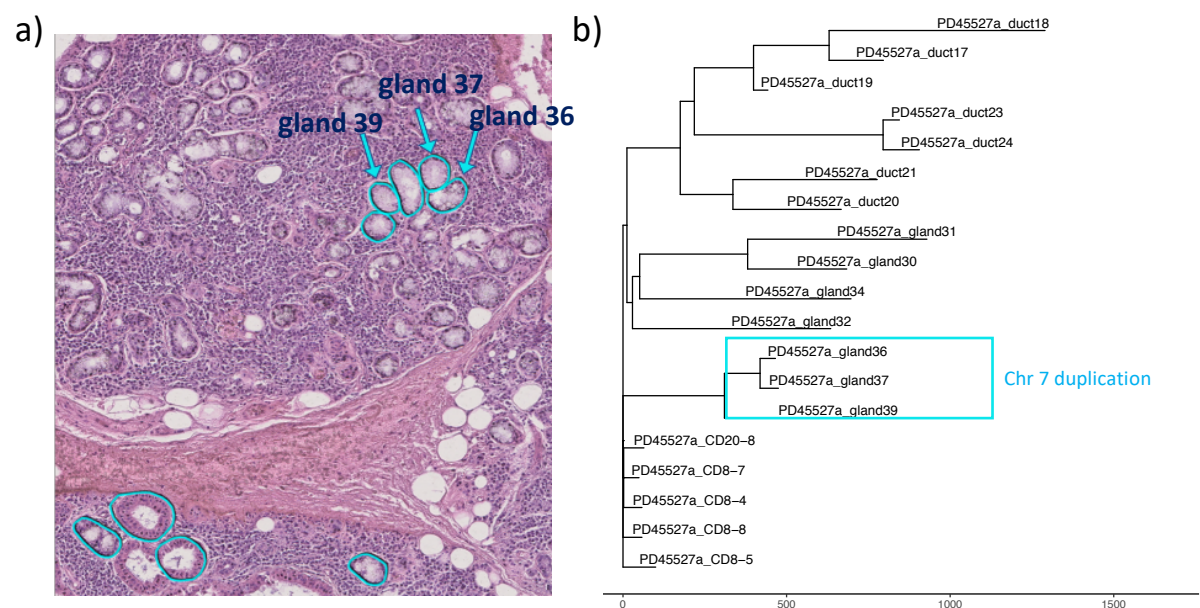 a)
gland 37
gland 39
gland 36
b)
PD45527a_duct18
PD45527a_duct17
PD45527a_duct19
PD45527a_duct23
PD45527a_duct24
PD45527a_duct21
PD45527a_duct20
PD45527a_gland31
PD45527a_gland30
PD45527a_gland34
PD45527a_gland32
PD45527a_gland36
Chr 7 duplication
PD45527a_gland37
PD45527a_gland39
PD45527a_CD20−8
PD45527a_CD8−7
PD45527a_CD8−4
PD45527a_CD8−8
PD45527a_CD8−5
0 500 1000 1500